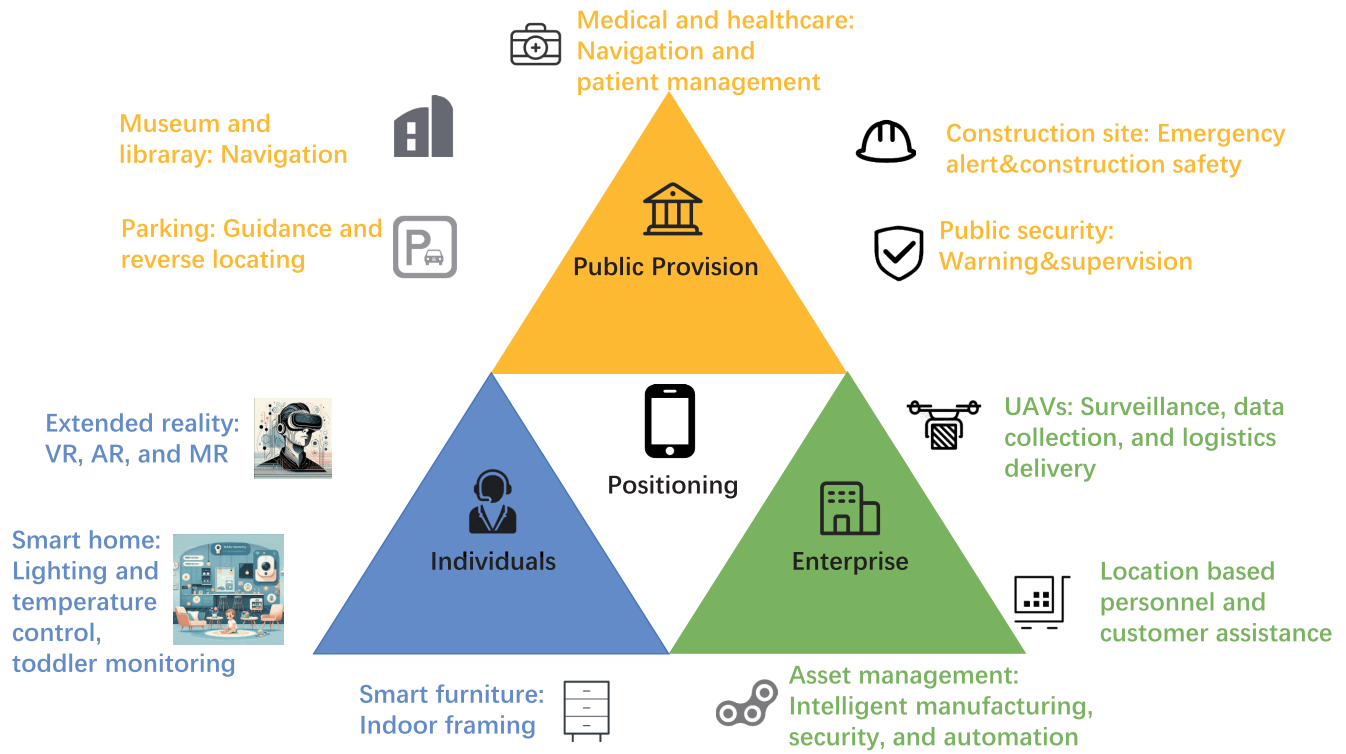 Medical and healthcare:
Navigation and
patient management
Museum and
libraray: Navigation
Construction site: Emergency
alert&construction safety
Parking: Guidance and
reverse locating
P
Public security:
Warning&supervision
Public Provision
Extended reality:
VR, AR, and MR
UAVs: Surveillance, data
collection, and logistics
delivery
Positioning
Individuals
Enterprise
Smart home:
Lighting and
temperature
control,
toddler monitoring
Location based
personnel and
customer assistance
Smart furniture:
Indoor framing
Asset management:
Intelligent manufacturing,
security, and automation